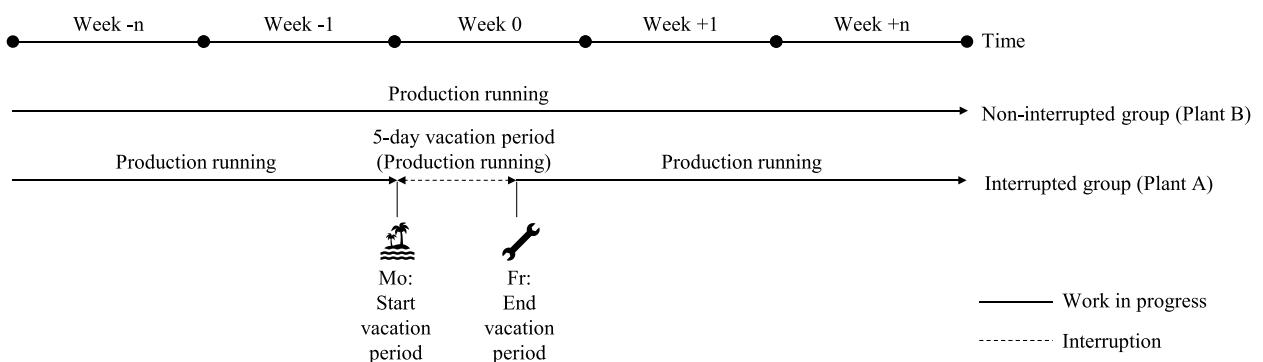 Week -n
Week -1
Week 0
Week +1
Week +n
Time
Production running
Non-interrupted group (Plant B)
5-day vacation period
(Production running)
Production running
Production running
Interrupted group (Plant A)
Mo:
Start
vacation
period
Fr:
End
vacation
period
Work in progress
Interruption